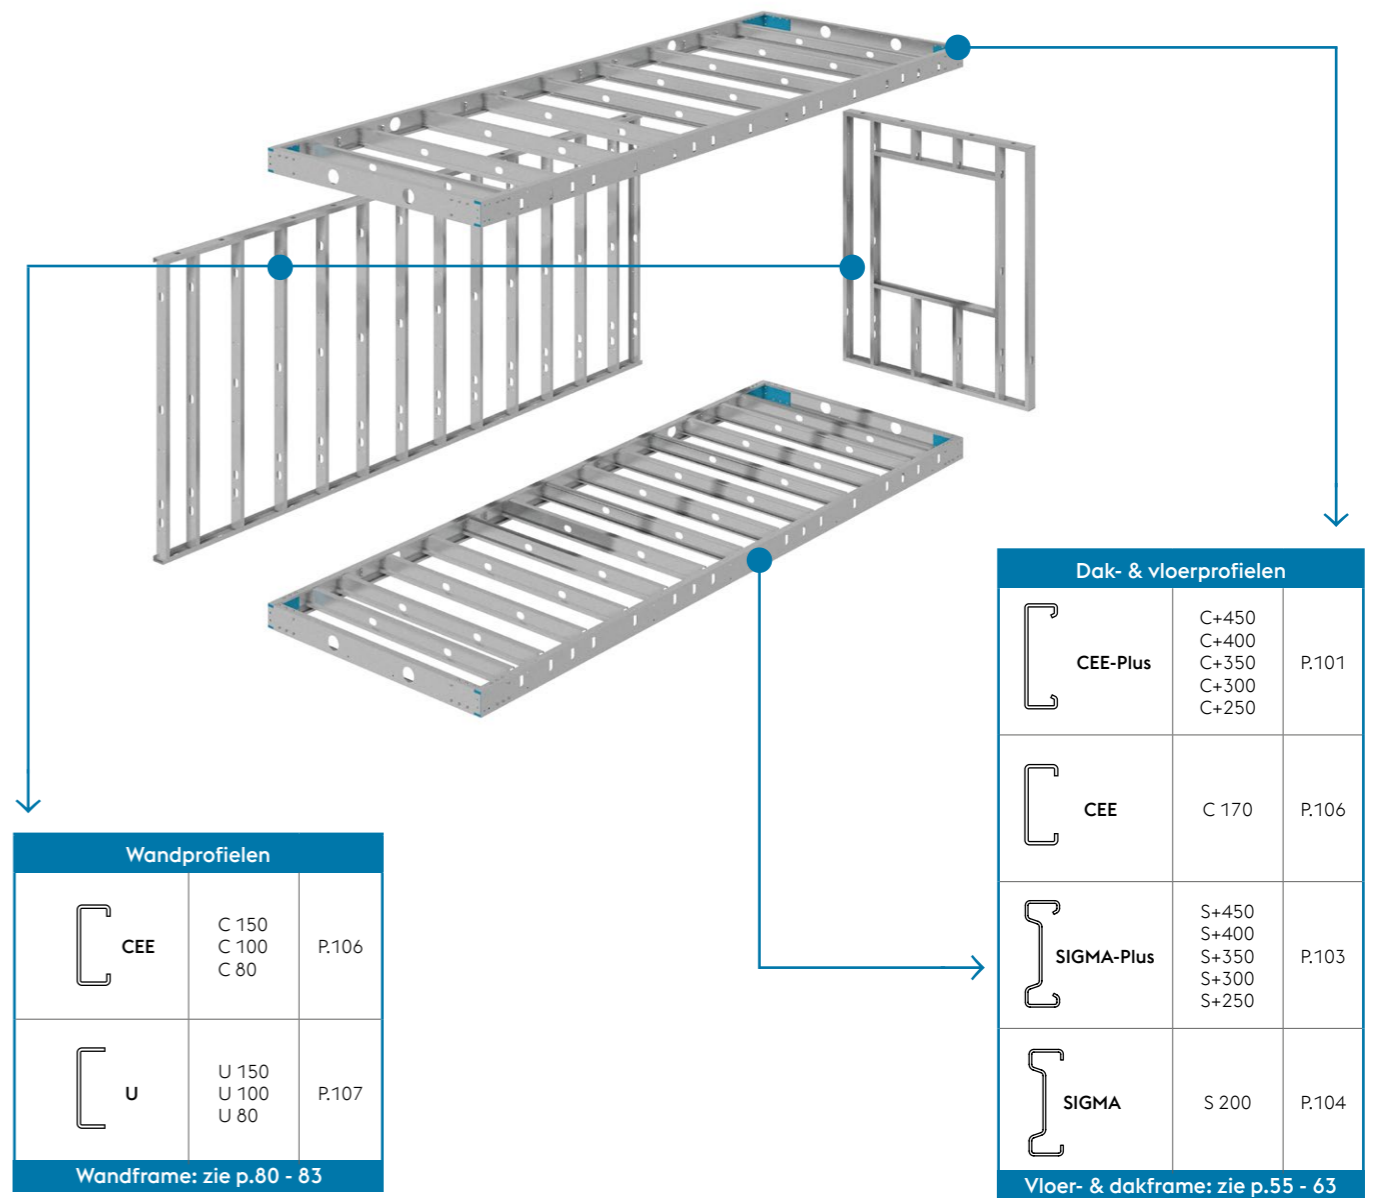 Dak- & vloerprofielen
CEE-Plus
C+450
C+400
C+350
C+300
C+250
P.101
CEE
C 170
P.106
SIGMA-Plus
S+450
S+400
S+350
S+300
S+250
P.103
SIGMA
S 200
P.104
Vloer- & dakframe: zie p.55 - 63
Wandprofielen
CEE
C 150
C 100
C 80
P.106
U
U 150
U 100
U 80
P.107
Wandframe: zie p.80 - 83